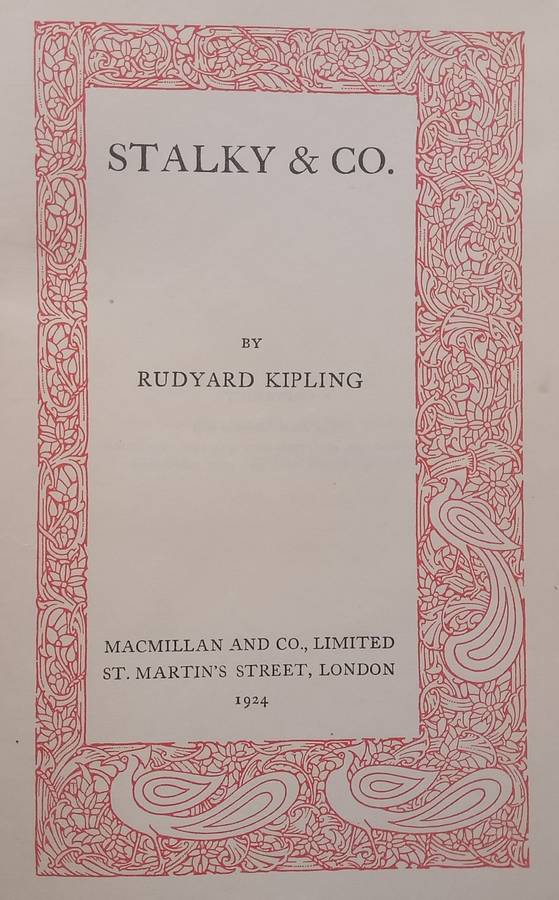 STALKY & CO.
BY
RUDYARD KIPLING
MACMILLAN AND CO., LIMITED
ST. MARTIN'S STREET, LONDON
1924